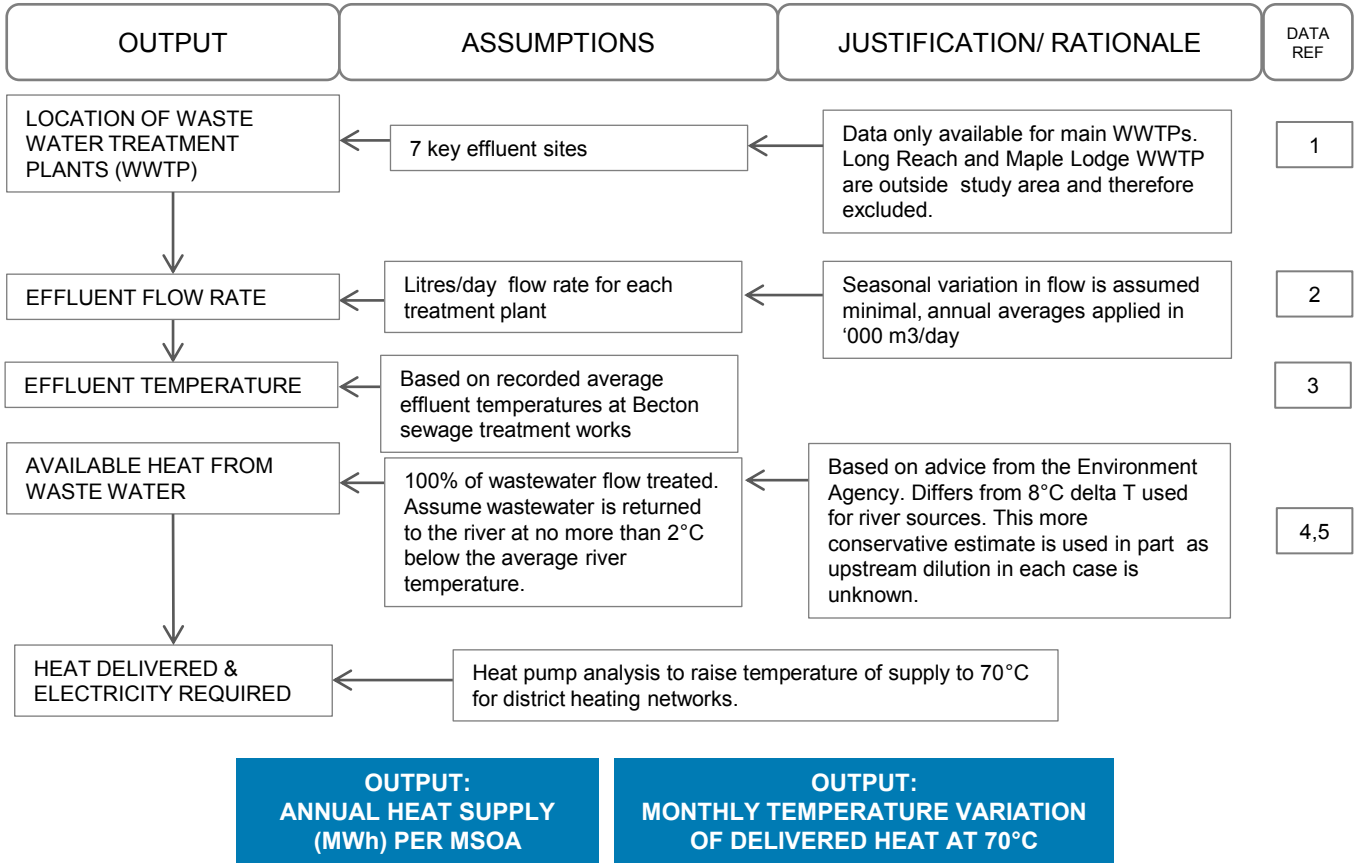 OUTPUT
ASSUMPTIONS
JUSTIFICATION/ RATIONALE
DATA
REF
LOCATION OF WASTE
WATER TREATMENT
PLANTS (WWTP)
7 key effluent sites
Data only available for main WWTPs.
Long Reach and Maple Lodge WWTP
are outside study area and therefore
excluded.
1
EFFLUENT FLOW RATE
Litres/day flow rate for each
treatment plant
Seasonal variation in flow is assumed
minimal, annual averages applied in
‘000 m3/day
2
EFFLUENT TEMPERATURE
Based on recorded average
effluent temperatures at Becton
sewage treatment works
3
AVAILABLE HEAT FROM
WASTE WATER
100% of wastewater flow treated.
Assume wastewater is returned
to the river at no more than 2°C
below the average river
temperature.
Based on advice from the Environment
Agency. Differs from 8°C delta T used
for river sources. This more
conservative estimate is used in part as
upstream dilution in each case is
unknown.
4,5
HEAT DELIVERED &
ELECTRICITY REQUIRED
Heat pump analysis to raise temperature of supply to 70°C
for district heating networks.
OUTPUT:
ANNUAL HEAT SUPPLY
(MWh) PER MSOA
OUTPUT:
MONTHLY TEMPERATURE VARIATION
OF DELIVERED HEAT AT 70°C